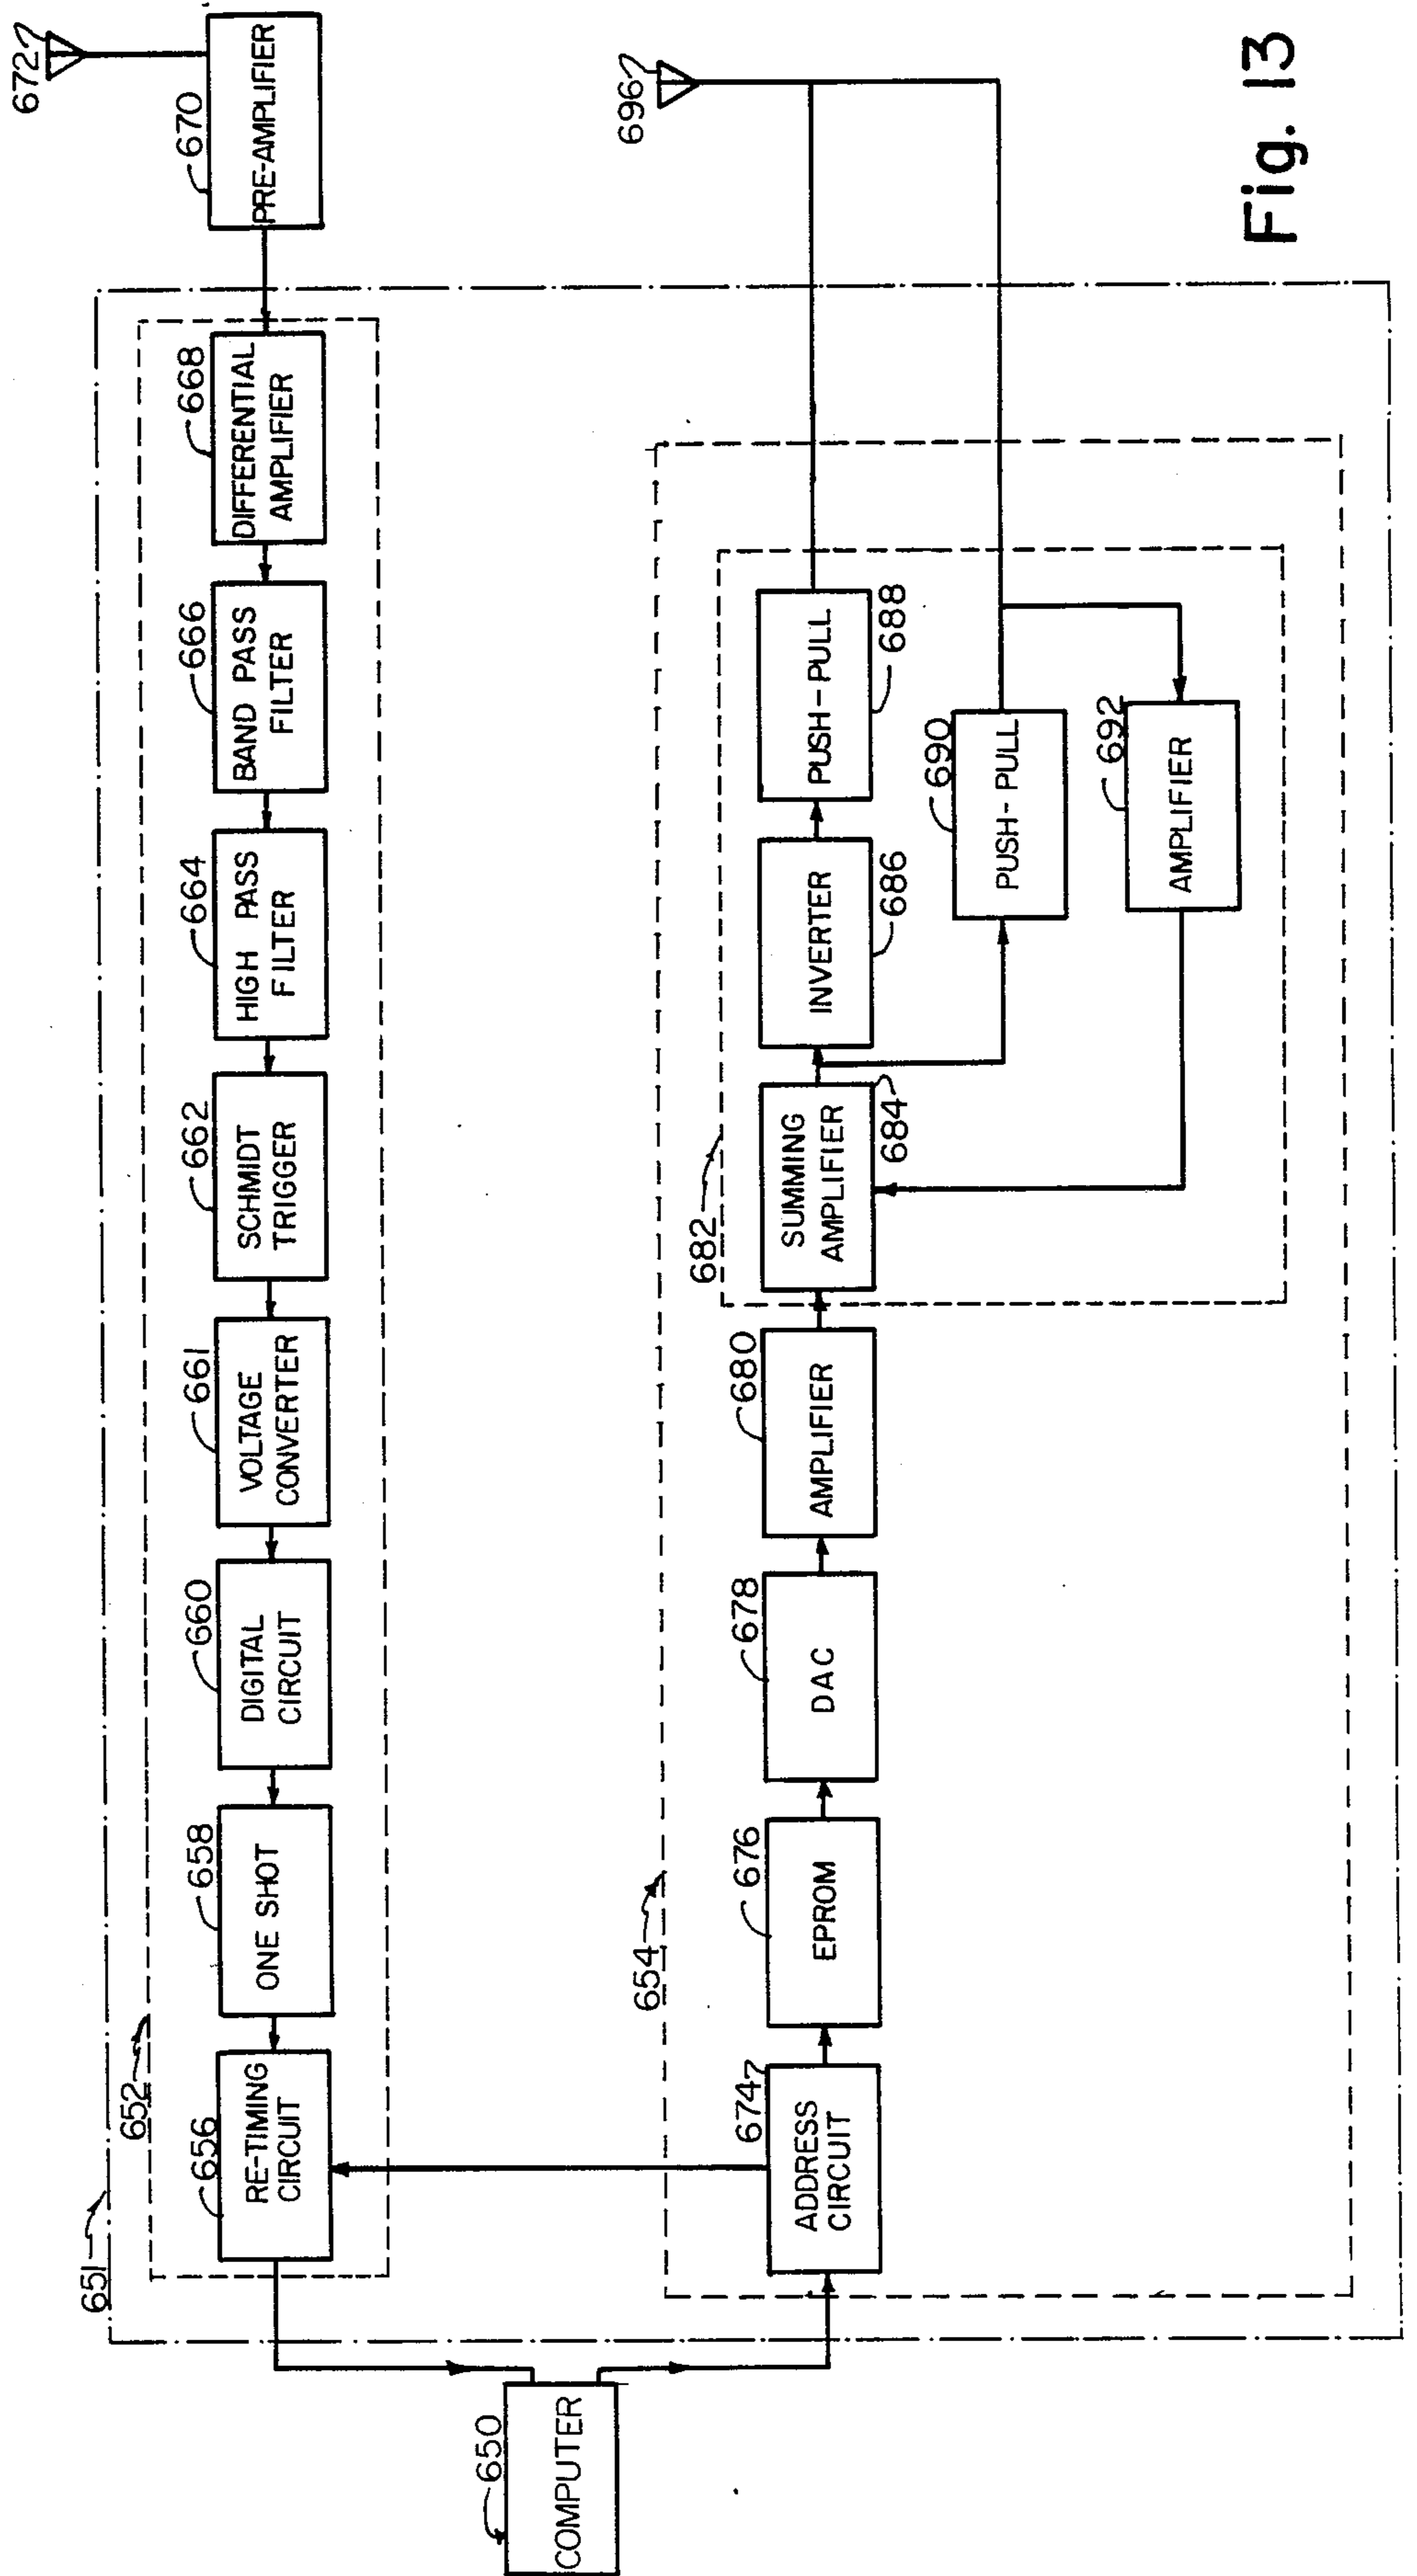 672
670
PRE-AMPLIFIER
696
Fig. 13
651
652
668
DIFFERENTIAL
AMPLIFIER
666
BAND PASS
FILTER
664
HIGH PASS
FILTER
662
SCHMIDT
TRIGGER
661
VOLTAGE
CONVERTER
660
DIGITAL
CIRCUIT
658
ONE SHOT
656
RE-TIMING
CIRCUIT
650
COMPUTER
654
674
ADDRESS
CIRCUIT
676
EPROM
678
DAC
680
AMPLIFIER
682
SUMMING
AMPLIFIER
684
INVERTER
686
PUSH-PULL
688
690
PUSH-PULL
692
AMPLIFIER